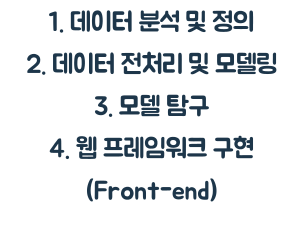 1. 데이터 분석 및 정의
2. 데이터 전처리 및 모델링
3. 모델 탐구
4. 웹 프레임워크 구현
(Front-end)